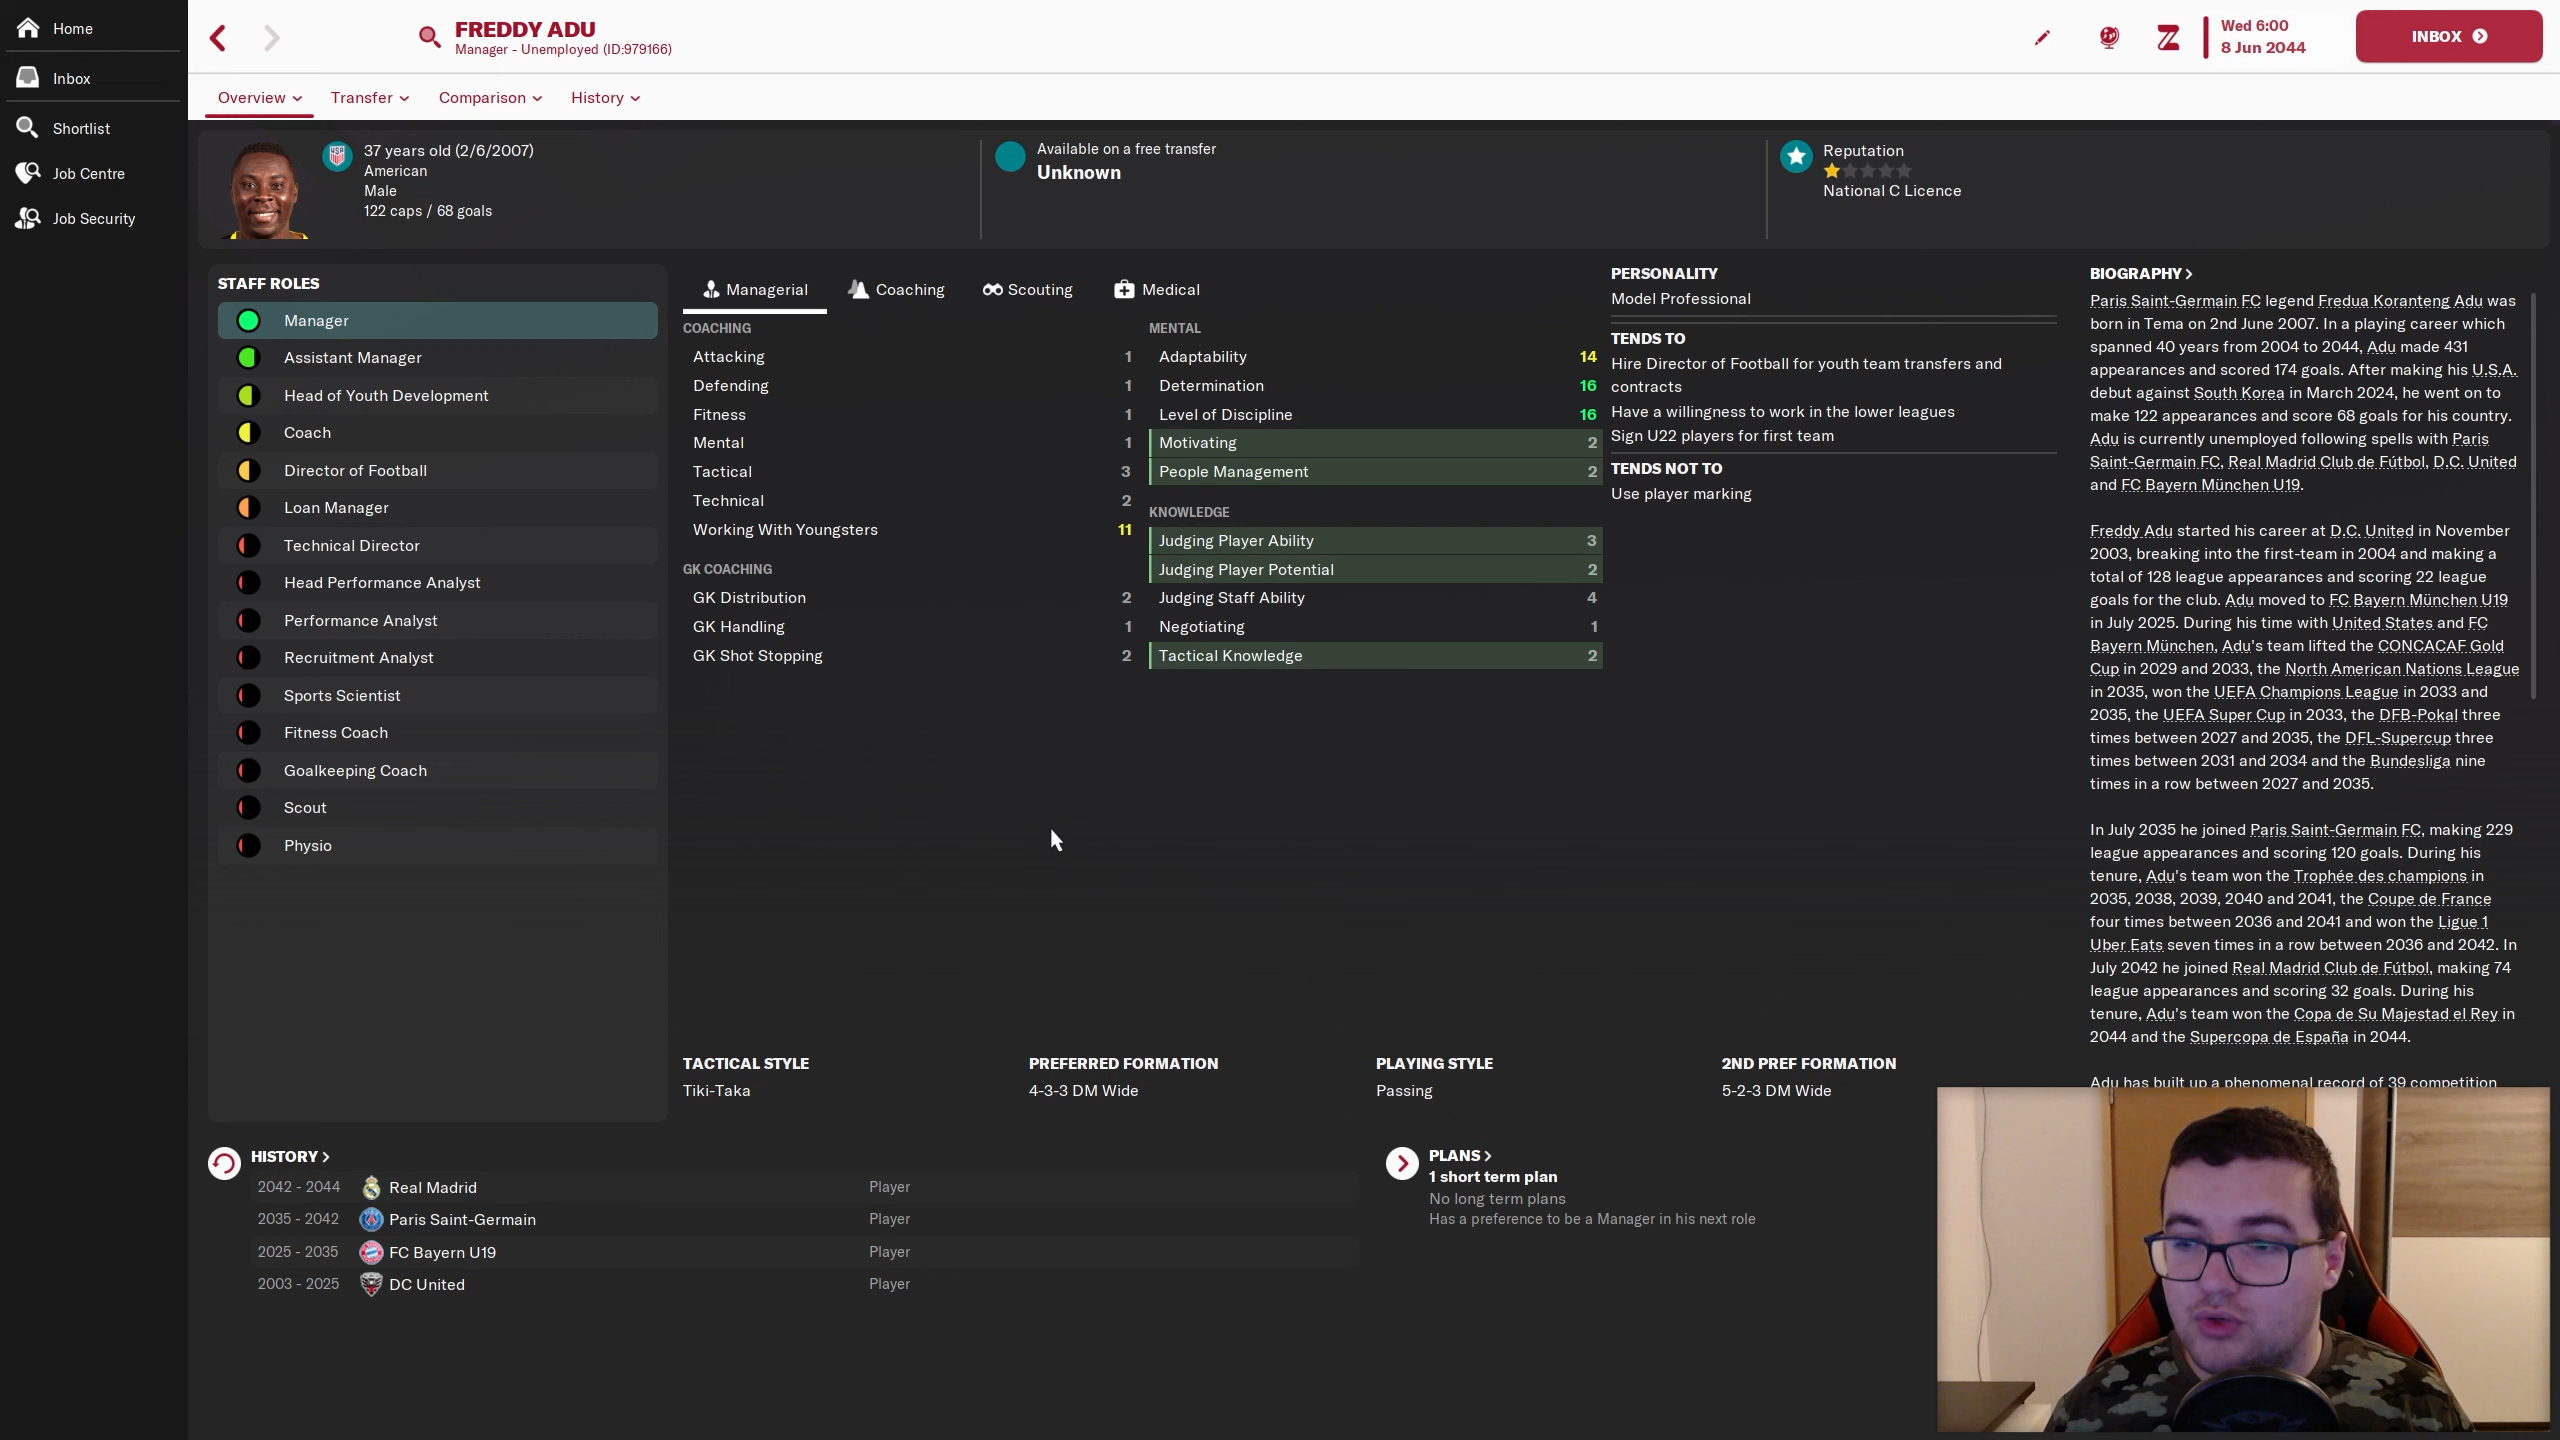 Home
Inbox
Shortlist
Job Centre
Job Security
FREDDY ADU
Manager - Unemployed (ID:979166)
Wed 6:00
8 Jun 2044
INBOX
Overview
Transfer
Comparison
History
37 years old (2/6/2007)
American
Male
122 caps / 68 goals
Available on a free transfer
Unknown
Reputation
National C Licence
STAFF ROLES
Manager
Assistant Manager
Head of Youth Development
Coach
Director of Football
Loan Manager
Technical Director
Head Performance Analyst
Performance Analyst
Recruitment Analyst
Sports Scientist
Fitness Coach
Goalkeeping Coach
Scout
Physio
Managerial
Coaching
Scouting
Medical
COACHING
Attacking 1
Defending 1
Fitness 1
Mental 1
Tactical 3
Technical 2
Working With Youngsters 11
GK COACHING
GK Distribution 2
GK Handling 1
GK Shot Stopping 2
MENTAL
Adaptability 14
Determination 16
Level of Discipline 16
Motivating 2
People Management 2
KNOWLEDGE
Judging Player Ability 3
Judging Player Potential 2
Judging Staff Ability 4
Negotiating 1
Tactical Knowledge 2
PERSONALITY
Model Professional
TENDS TO
Hire Director of Football for youth team transfers and
contracts
Have a willingness to work in the lower leagues
Sign U22 players for first team
TENDS NOT TO
Use player marking
BIOGRAPHY
Paris Saint-Germain FC legend Fredua Koranteng Adu was
born in Tema on 2nd June 2007. In a playing career which
spanned 40 years from 2004 to 2044, Adu made 431
appearances and scored 174 goals. After making his U.S.A.
debut against South Korea in March 2024, he went on to
make 122 appearances and score 68 goals for his country.
Adu is currently unemployed following spells with Paris
Saint-Germain FC, Real Madrid Club de Fútbol, D.C. United
and FC Bayern München U19.
Freddy Adu started his career at D.C. United in November
2003, breaking into the first-team in 2004 and making a
total of 128 league appearances and scoring 22 league
goals for the club. Adu moved to FC Bayern München U19
in July 2025. During his time with United States and FC
Bayern München, Adu's team lifted the CONCACAF Gold
Cup in 2029 and 2033, the North American Nations League
in 2035, won the UEFA Champions League in 2033 and
2035, the UEFA Super Cup in 2033, the DFB-Pokal three
times between 2027 and 2035, the DFL-Supercup three
times between 2031 and 2034 and the Bundesliga nine
times in a row between 2027 and 2035.
In July 2035 he joined Paris Saint-Germain FC, making 229
league appearances and scoring 120 goals. During his
tenure, Adu's team won the Trophée des champions in
2035, 2038, 2039, 2040 and 2041, the Coupe de France
four times between 2036 and 2041 and won the Ligue 1
Uber Eats seven times in a row between 2036 and 2042. In
July 2042 he joined Real Madrid Club de Fútbol, making 74
league appearances and scoring 32 goals. During his
tenure, Adu's team won the Copa de Su Majestad el Rey in
2044 and the Supercopa de España in 2044.
Adu has built up a phenomenal record of 39 competition
TACTICAL STYLE
Tiki-Taka
PREFERRED FORMATION
4-3-3 DM Wide
PLAYING STYLE
Passing
2ND PREF FORMATION
5-2-3 DM Wide
HISTORY
2042 - 2044 Real Madrid Player
2035 - 2042 Paris Saint-Germain Player
2025 - 2035 FC Bayern U19 Player
2003 - 2025 DC United Player
PLANS
1 short term plan
No long term plans
Has a preference to be a Manager in his next role